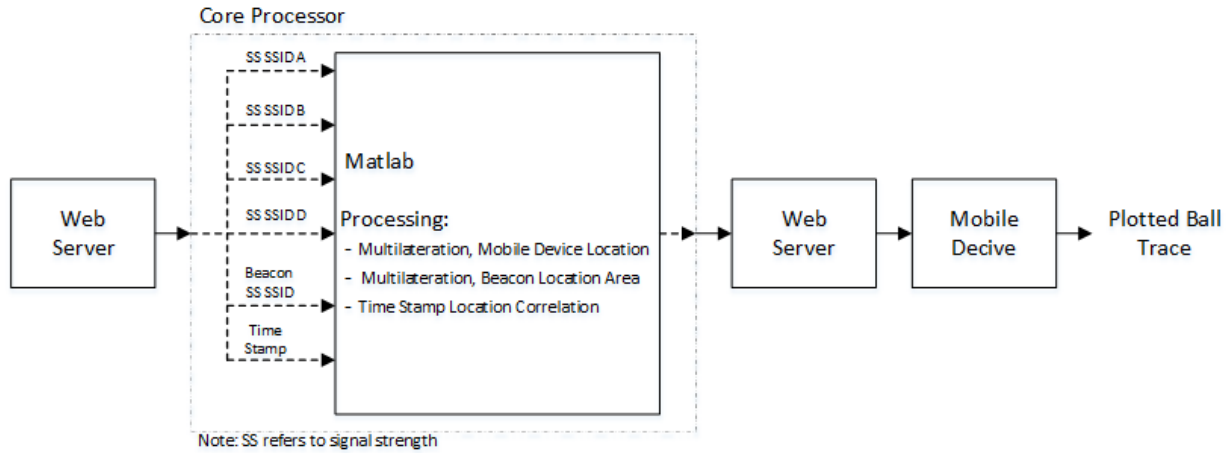 Core Processor
SS SSID A
SS SSID B
SS SSID C
SS SSID D
Beacon
SS SSID
Time
Stamp
Web
Server
Matlab
Processing:
- Multilateration, Mobile Device Location
- Multilateration, Beacon Location Area
- Time Stamp Location Correlation
Web
Server
Mobile
Decive
Plotted Ball
Trace
Note: SS refers to signal strength